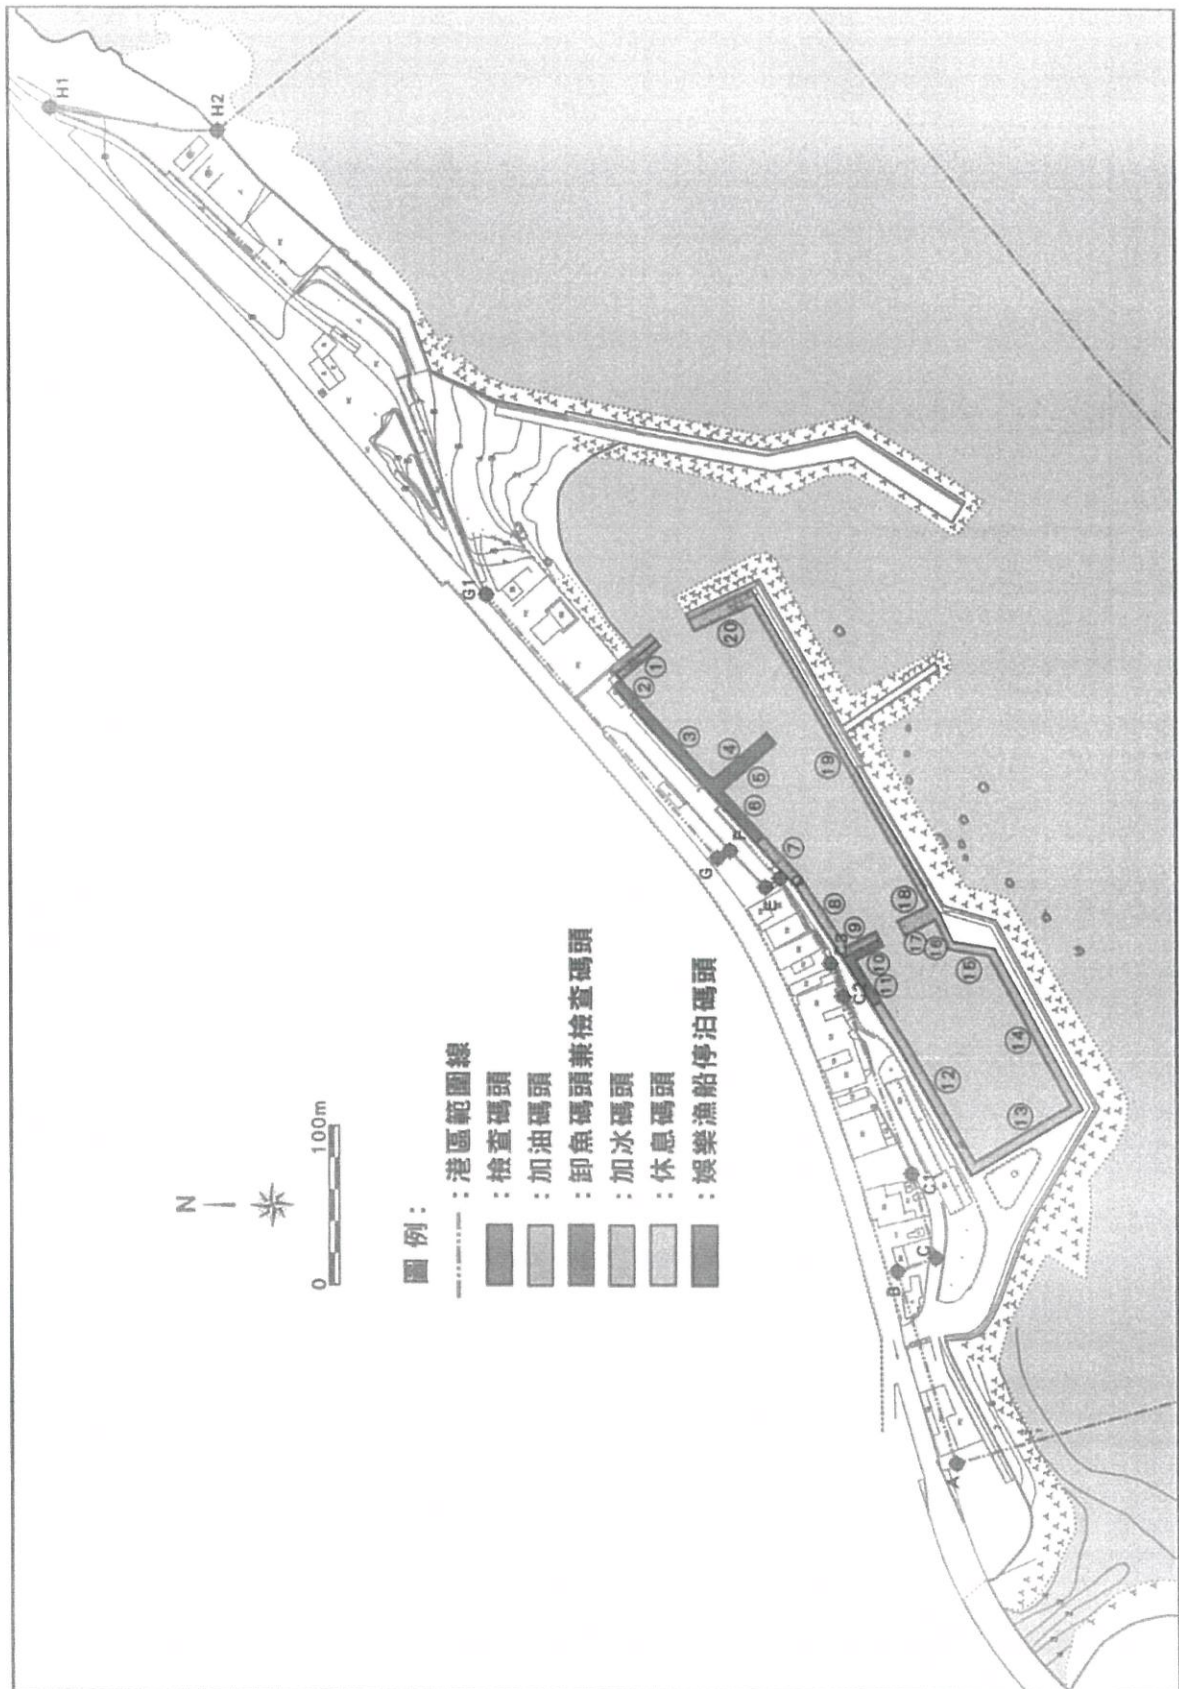 N
0 100m
圖例：
：港區範圍線
：檢查碼頭
：加油碼頭
：卸魚碼頭兼檢查碼頭
：加冰碼頭
：休息碼頭
：娛樂漁船停泊碼頭
A
B
C
C1
C2
E
F
G
G1
H1
H2
①
②
③
④
⑤
⑥
⑦
⑧
⑨
⑩
⑪
⑫
⑬
⑭
⑮
⑯
⑰
⑱
⑲
⑳